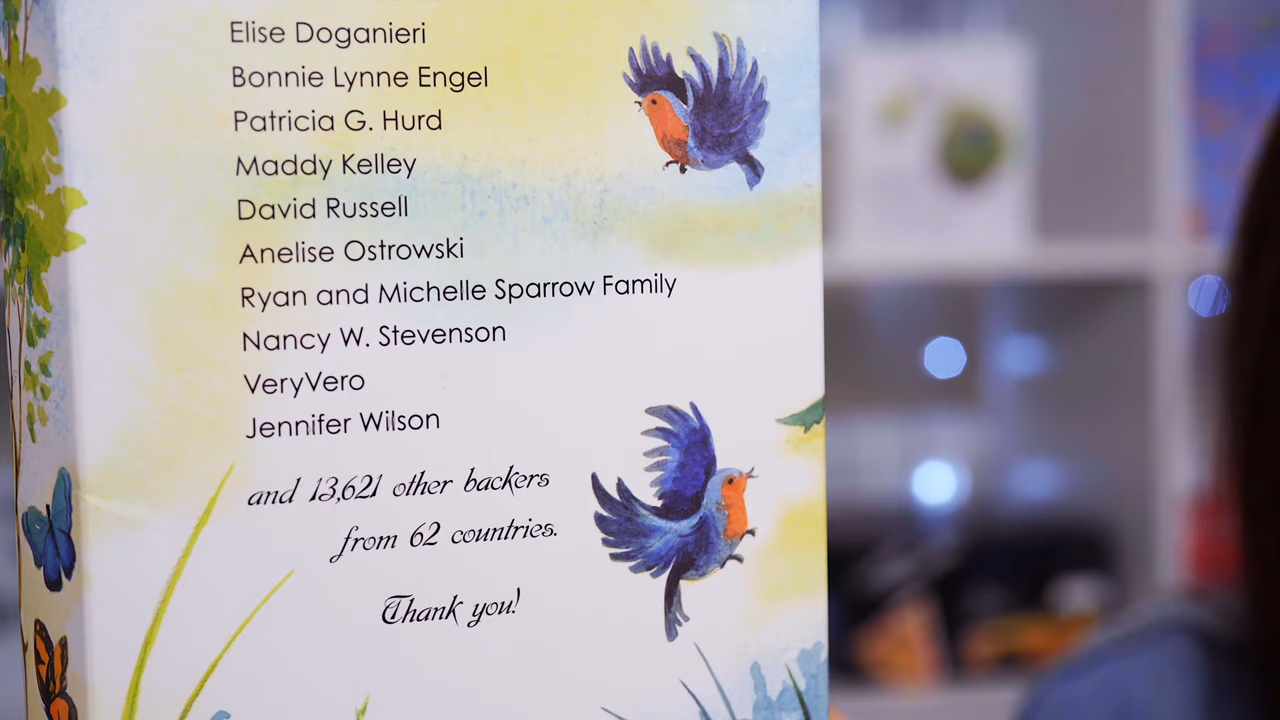 Elise Doganieri
Bonnie Lynne Engel
Patricia G. Hurd
Maddy Kelley
David Russell
Anelise Ostrowski
Ryan and Michelle Sparrow Family
Nancy W. Stevenson
VeryVero
Jennifer Wilson
and 13,621 other backers
from 62 countries.
Thank you!